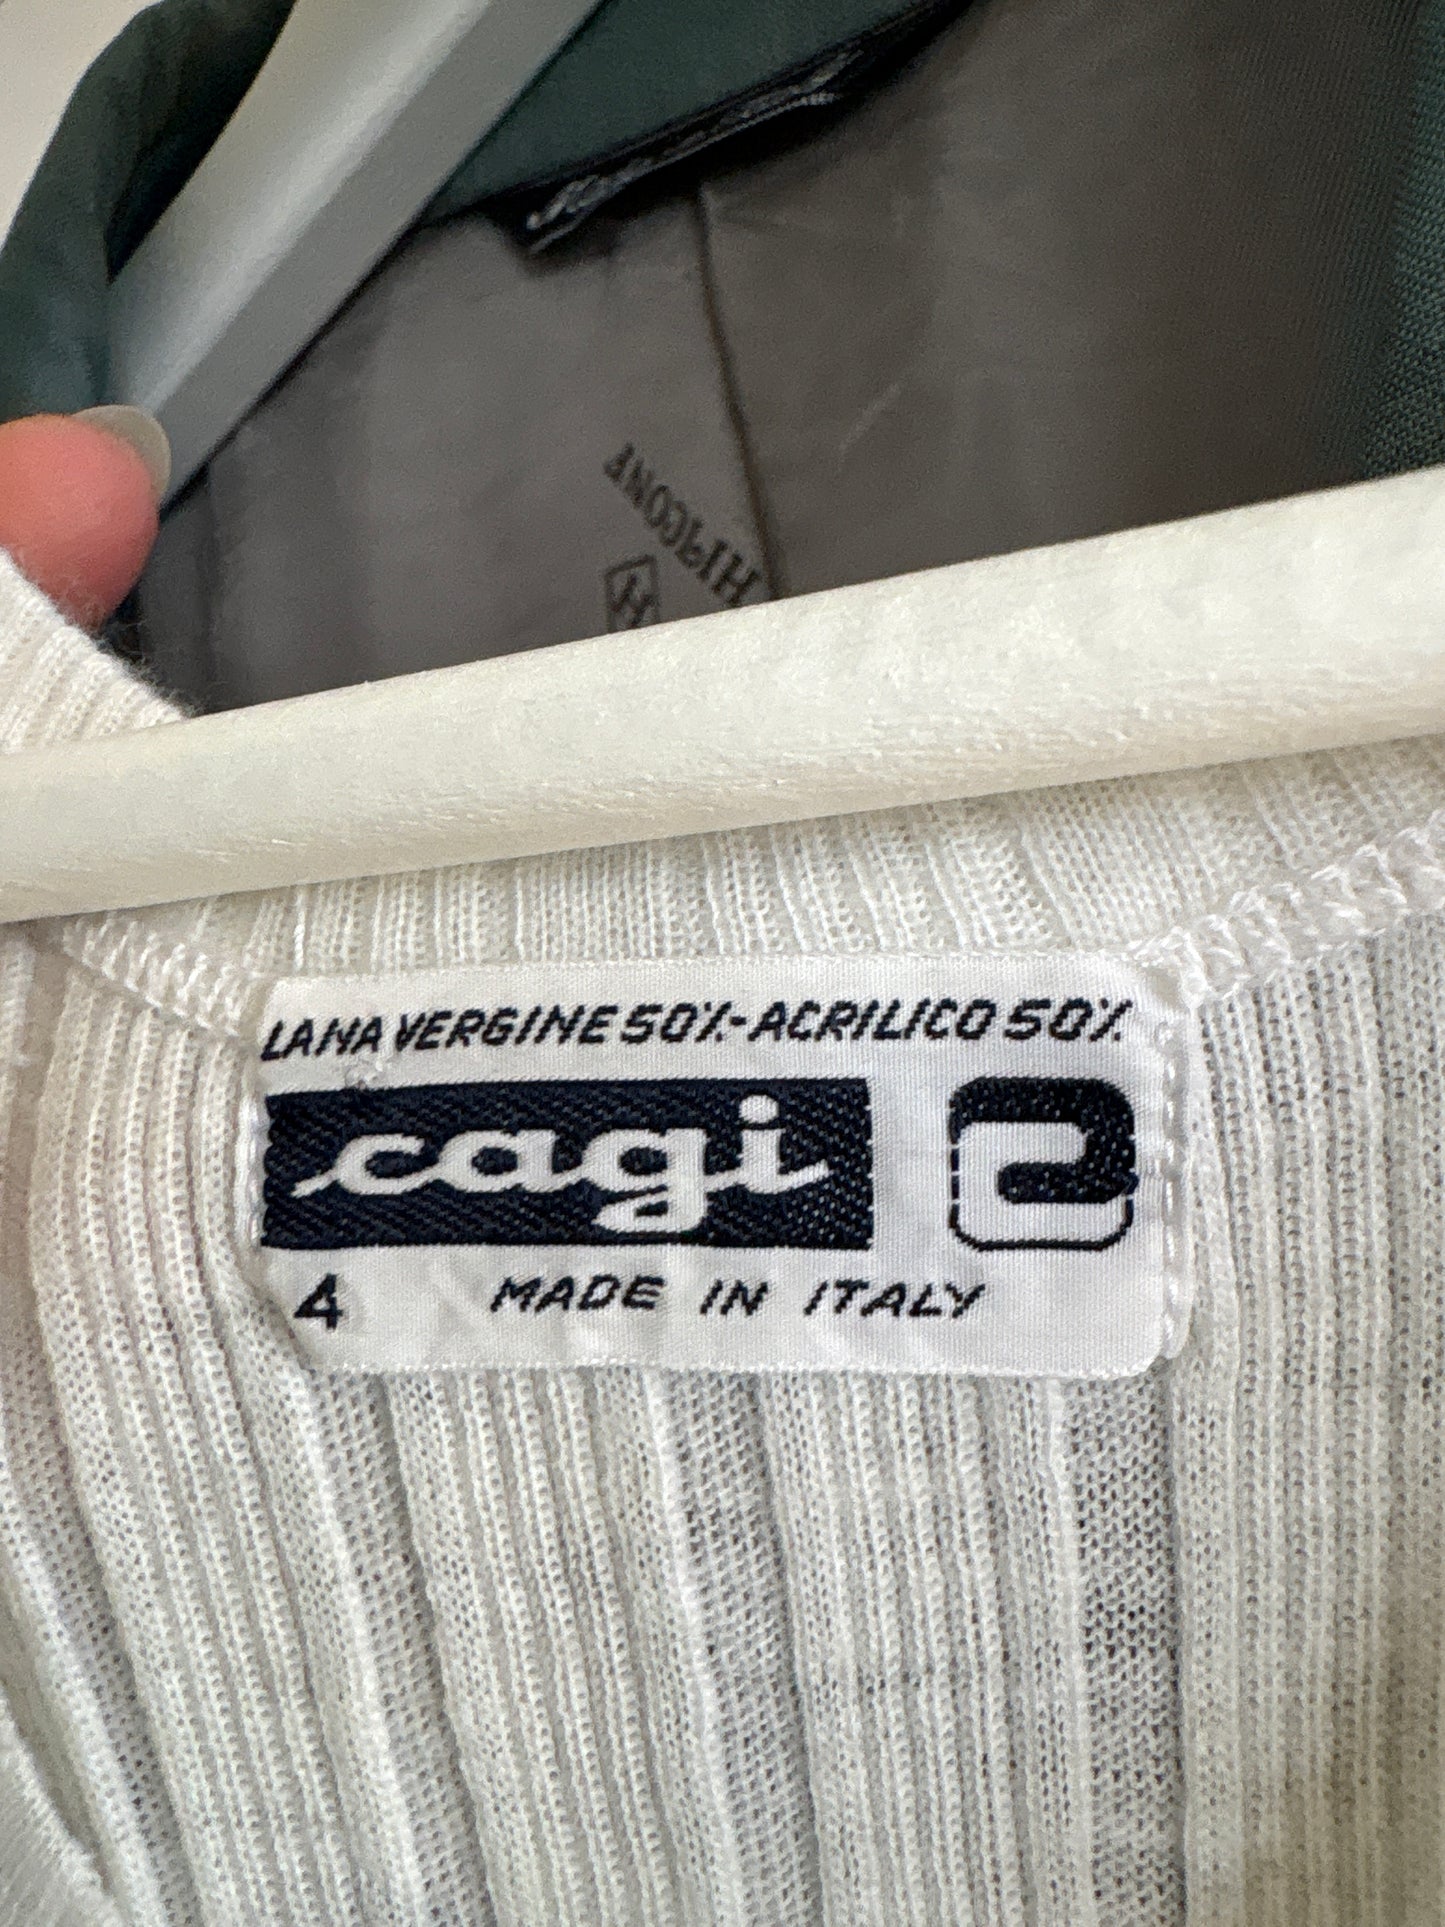 LANA VERGINE 50%-ACRILICO 50%
cagi
4 MADE IN ITALY